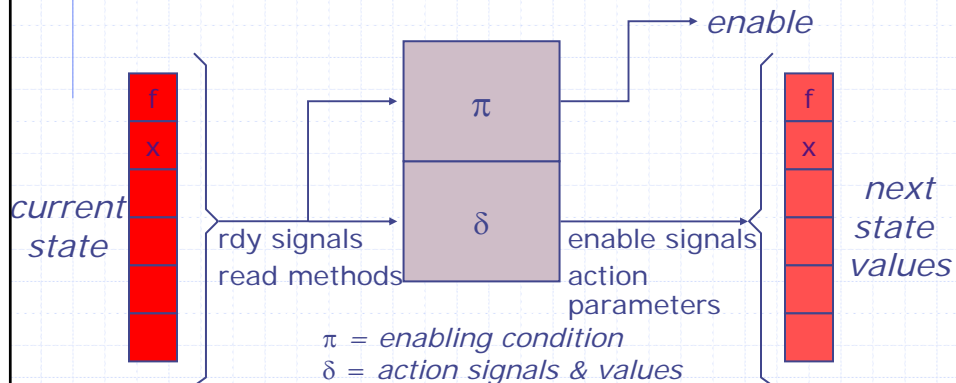 enable
f
x
π
f
x
current
state
rdy signals
read methods
δ
enable signals
action
parameters
next
state
values
π = enabling condition
δ = action signals & values